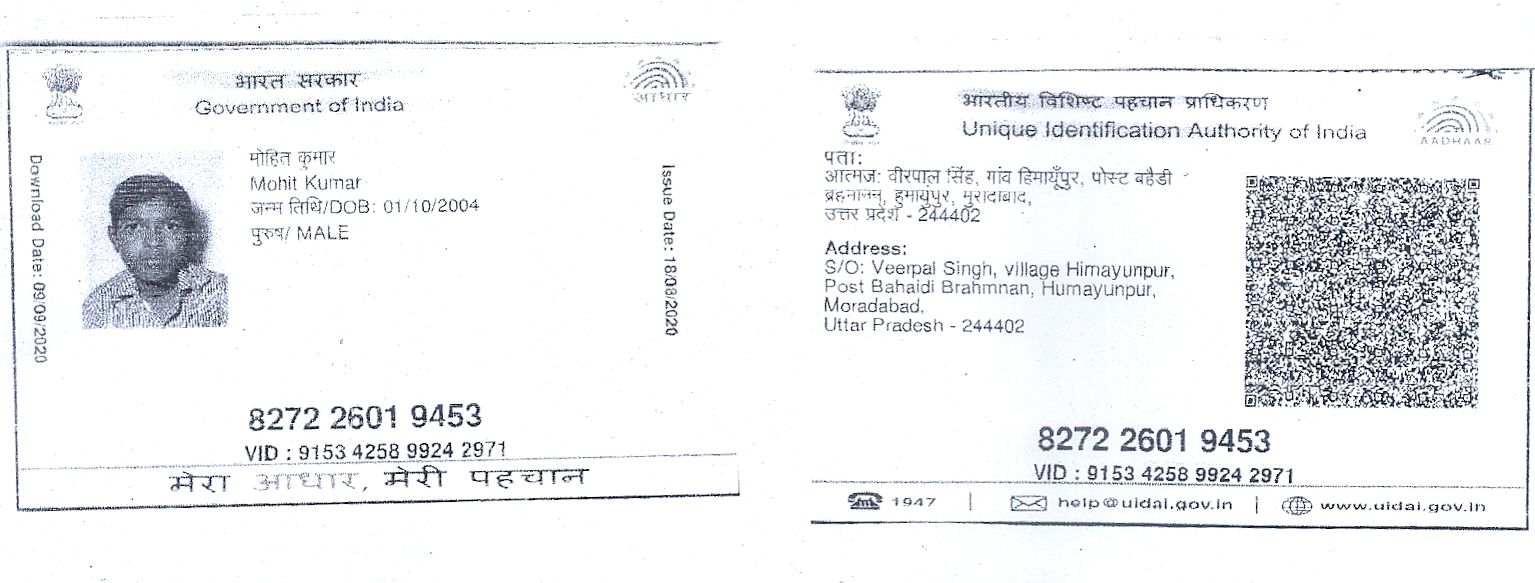 भारत सरकार
Government of India
आधार
Download Date: 09/09/2020
मोहित कुमार
Mohit Kumar
जन्म तिथि/DOB: 01/10/2004
पुरुष/ MALE
Issue Date: 18/08/2020
8272 2601 9453
VID : 9153 4258 9924 2971
मेरा आधार, मेरी पहचान
भारतीय विशिष्ट पहचान प्राधिकरण
Unique Identification Authority of India
AADHAAR
पता:
आत्मज: वीरपाल सिंह, गांव हिमायूँपुर, पोस्ट बहैडी
हुमायुंपुर, मुरादाबाद,
उत्तर प्रदेश - 244402
Address:
S/O: Veerpal Singh, village Himayunpur,
Post Bahaidi Brahmnan, Humayunpur,
Moradabad,
Uttar Pradesh - 244402
8272 2601 9453
VID : 9153 4258 9924 2971
1947 | help@uidai.gov.in | www.uidai.gov.in